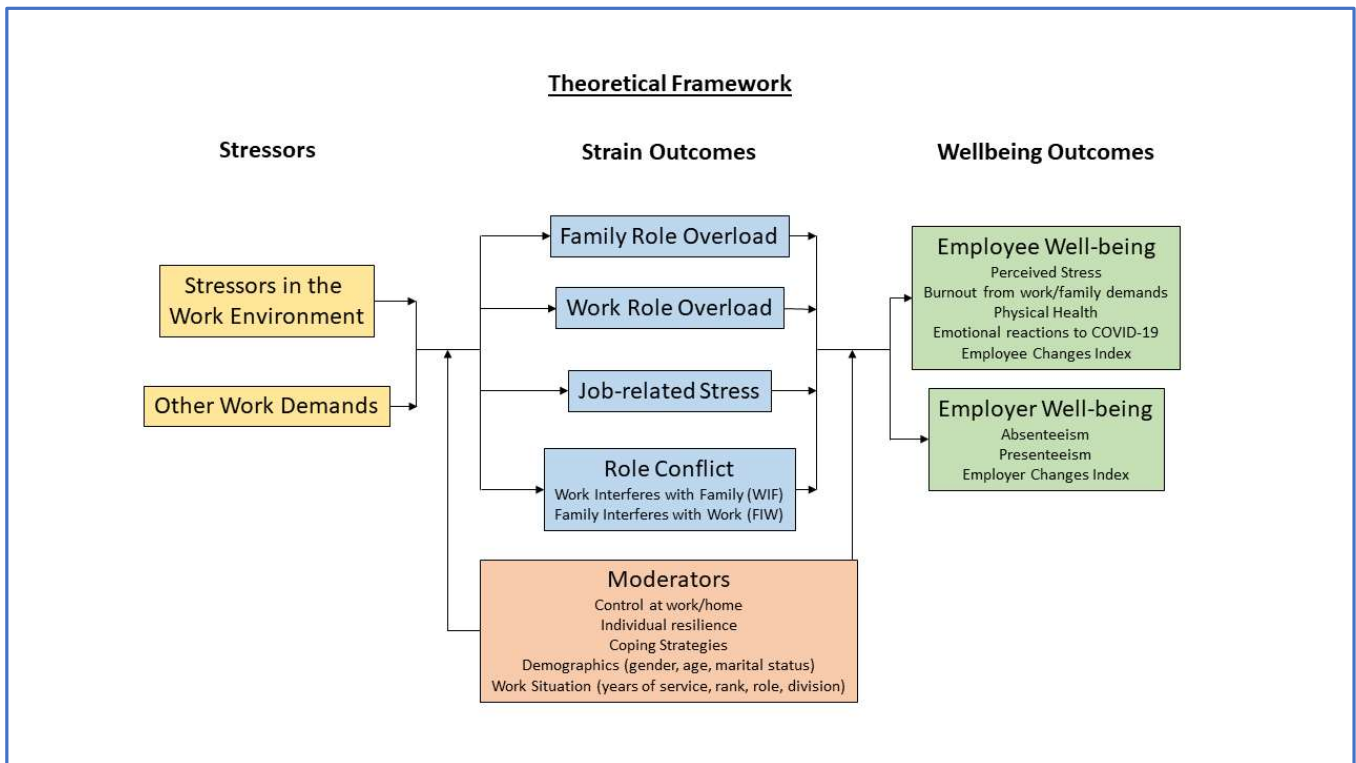 Theoretical Framework
Stressors
Strain Outcomes
Wellbeing Outcomes
Stressors in the
Work Environment
Other Work Demands
Family Role Overload
Work Role Overload
Job-related Stress
Role Conflict
Work Interferes with Family (WIF)
Family Interferes with Work (FIW)
Moderators
Control at work/home
Individual resilience
Coping Strategies
Demographics (gender, age, marital status)
Work Situation (years of service, rank, role, division)
Employee Well-being
Perceived Stress
Burnout from work/family demands
Physical Health
Emotional reactions to COVID-19
Employee Changes Index
Employer Well-being
Absenteeism
Presenteeism
Employer Changes Index